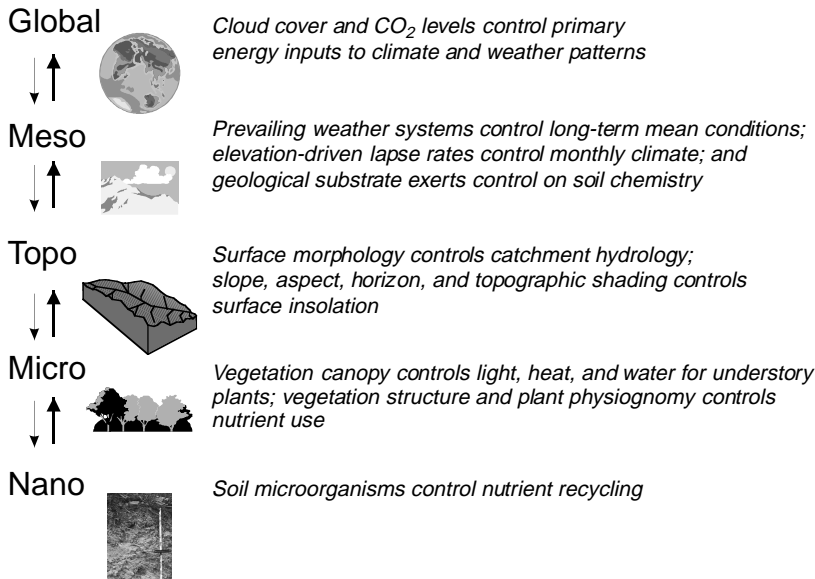 Global
Cloud cover and CO₂ levels control primary
energy inputs to climate and weather patterns
Meso
Prevailing weather systems control long-term mean conditions;
elevation-driven lapse rates control monthly climate; and
geological substrate exerts control on soil chemistry
Topo
Surface morphology controls catchment hydrology;
slope, aspect, horizon, and topographic shading controls
surface insolation
Micro
Vegetation canopy controls light, heat, and water for understory
plants; vegetation structure and plant physiognomy controls
nutrient use
Nano
Soil microorganisms control nutrient recycling